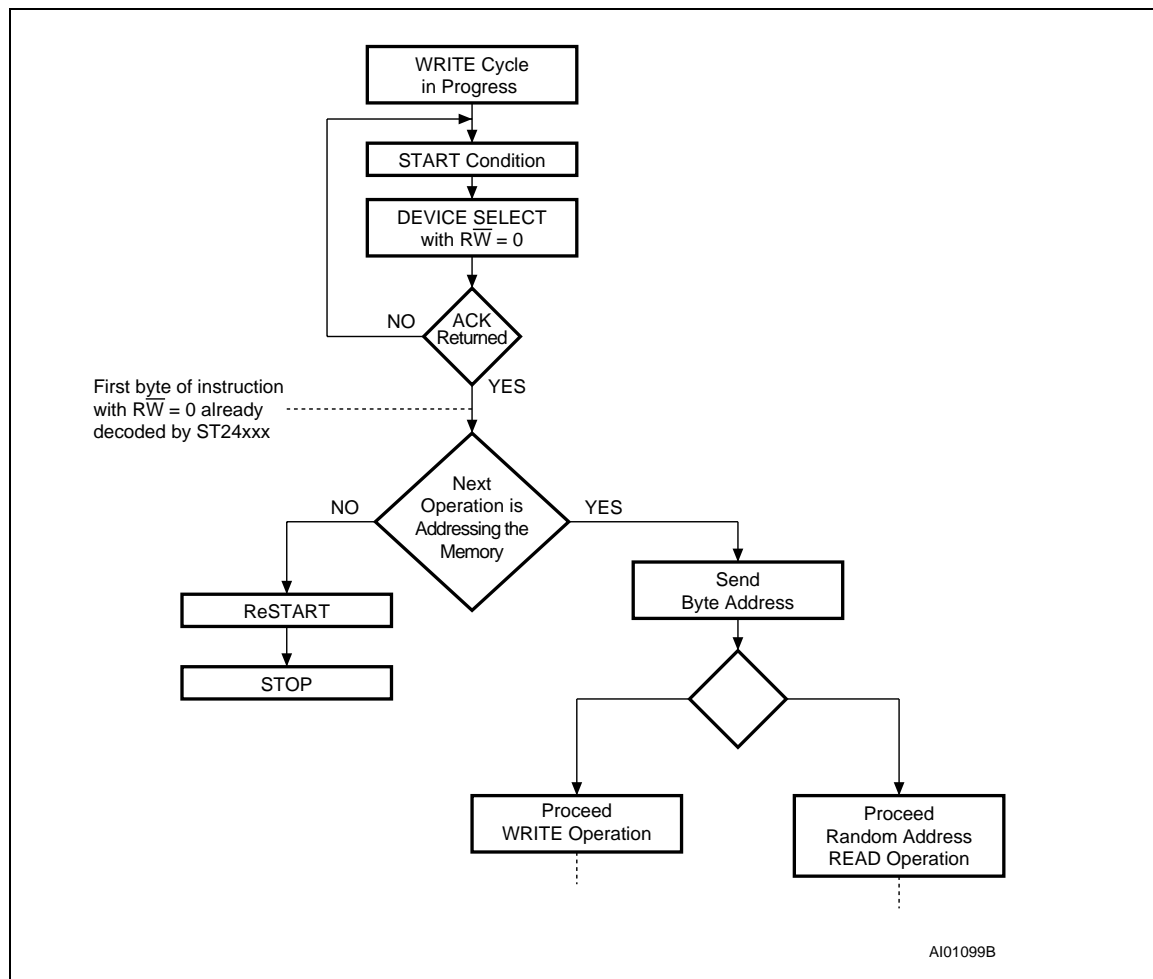 WRITE Cycle
in Progress
START Condition
DEVICE SELECT
with RW̅ = 0
NO
ACK
Returned
YES
First byte of instruction
with RW̅ = 0 already
decoded by ST24xxx
NO
Next
Operation is
Addressing the
Memory
YES
Send
Byte Address
ReSTART
STOP
Proceed
WRITE Operation
Proceed
Random Address
READ Operation
AI01099B